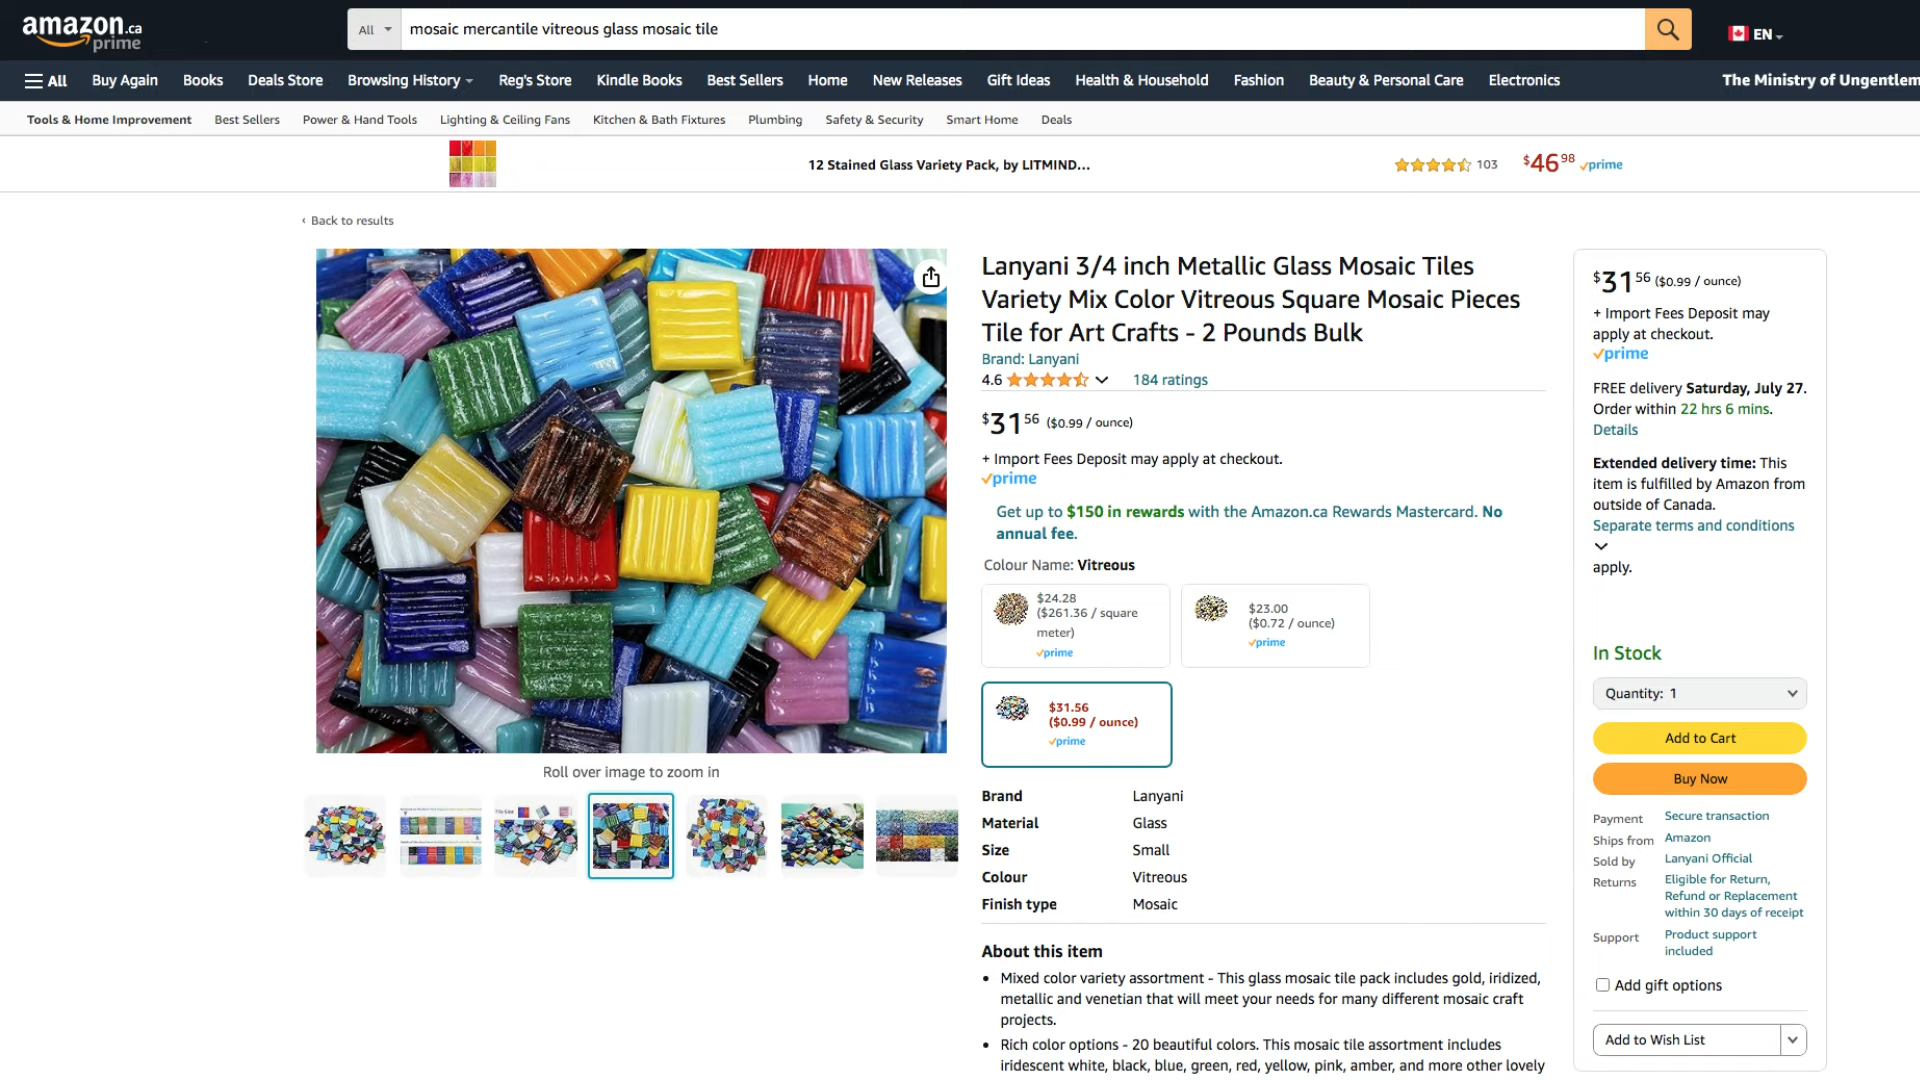 amazon.ca
prime
All
mosaic mercantile vitreous glass mosaic tile
EN
All
Buy Again
Books
Deals Store
Browsing History
Reg's Store
Kindle Books
Best Sellers
Home
New Releases
Gift Ideas
Health & Household
Fashion
Beauty & Personal Care
Electronics
The Ministry of Ungentlem
Tools & Home Improvement
Best Sellers
Power & Hand Tools
Lighting & Ceiling Fans
Kitchen & Bath Fixtures
Plumbing
Safety & Security
Smart Home
Deals
12 Stained Glass Variety Pack, by LITMIND...
103
$46.98
prime
‹ Back to results
Roll over image to zoom in
Lanyani 3/4 inch Metallic Glass Mosaic Tiles
Variety Mix Color Vitreous Square Mosaic Pieces
Tile for Art Crafts - 2 Pounds Bulk
Brand: Lanyani
4.6
184 ratings
$31 56 ($0.99 / ounce)
+ Import Fees Deposit may apply at checkout.
prime
Get up to $150 in rewards with the Amazon.ca Rewards Mastercard. No
annual fee.
Colour Name: Vitreous
$24.28
($261.36 / square
meter)
prime
$23.00
($0.72 / ounce)
prime
$31.56
($0.99 / ounce)
prime
Brand Lanyani
Material Glass
Size Small
Colour Vitreous
Finish type Mosaic
About this item
• Mixed color variety assortment - This glass mosaic tile pack includes gold, iridized,
metallic and venetian that will meet your needs for many different mosaic craft
projects.
• Rich color options - 20 beautiful colors. This mosaic tile assortment includes
iridescent white, black, blue, green, red, yellow, pink, amber, and more other lovely
$31 56 ($0.99 / ounce)
+ Import Fees Deposit may
apply at checkout.
prime
FREE delivery Saturday, July 27.
Order within 22 hrs 6 mins.
Details
Extended delivery time: This
item is fulfilled by Amazon from
outside of Canada.
Separate terms and conditions
apply.
In Stock
Quantity: 1
Add to Cart
Buy Now
Payment Secure transaction
Ships from Amazon
Sold by Lanyani Official
Returns Eligible for Return,
Refund or Replacement
within 30 days of receipt
Support Product support
included
Add gift options
Add to Wish List